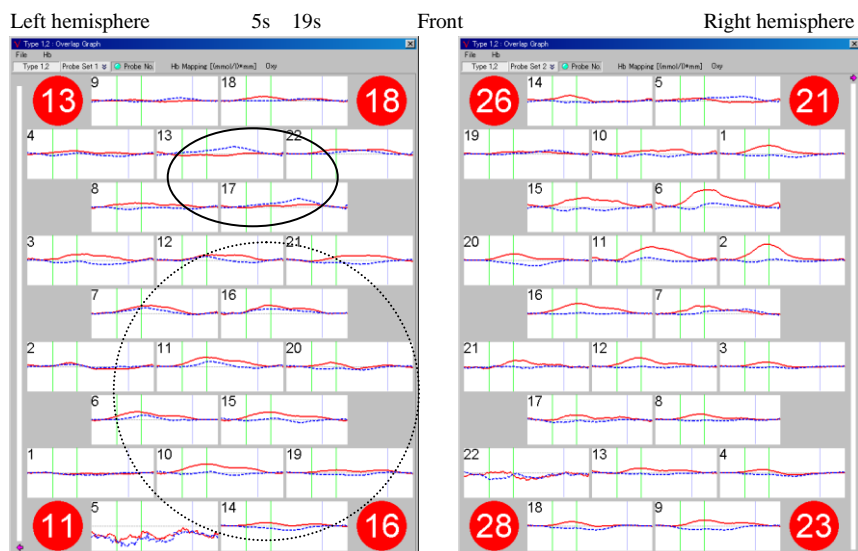 Left hemisphere 5s 19s Front Right hemisphere
Type 1,2 : Overlap Graph
File Hb
Type 1,2 Probe Set 1 Probe No. Hb Mapping [(mmol/l)*mm] Oxy
13 9 18 18
4 13 22
8 17
3 12 21
7 16
2 11 20
6 15
1 10 19
11 5 14 16
Type 1,2 : Overlap Graph
File Hb
Type 1,2 Probe Set 2 Probe No. Hb Mapping [(mmol/l)*mm] Oxy
26 14 5 21
19 10 1
15 6
20 11 2
16 7
21 12 3
17 8
22 13 4
28 18 9 23